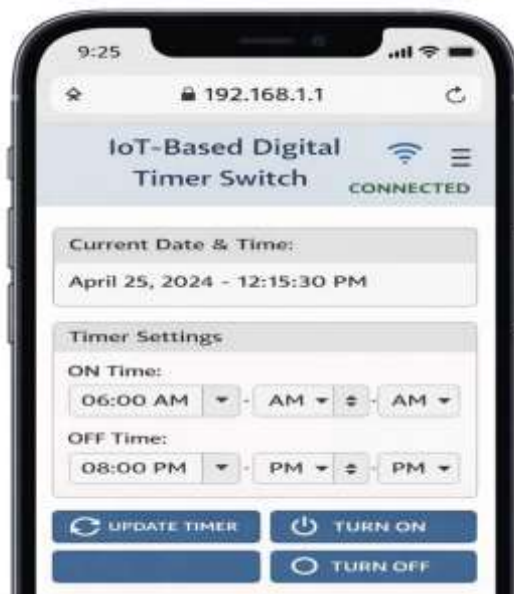 9:25
192.168.1.1
IoT-Based Digital
Timer Switch
CONNECTED
Current Date & Time:
April 25, 2024 - 12:15:30 PM
Timer Settings
ON Time:
06:00 AM - AM - AM
OFF Time:
08:00 PM - PM - PM
UPDATE TIMER TURN ON
TURN OFF